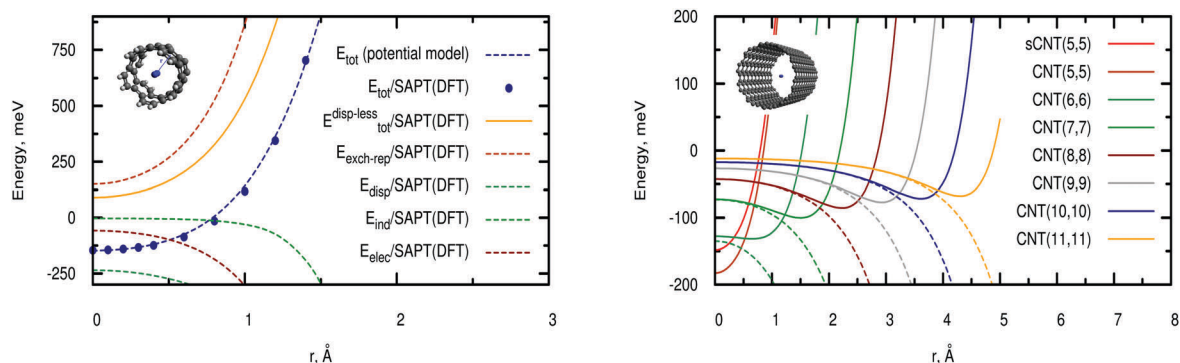 750
500
250
0
-250
Energy, meV
0
1
2
3
r, Å
E_tot (potential model)
E_tot/SAPT(DFT)
E^disp-less_tot/SAPT(DFT)
E_exch-rep/SAPT(DFT)
E_disp/SAPT(DFT)
E_ind/SAPT(DFT)
E_elec/SAPT(DFT)
200
100
0
-50
-100
-200
Energy, meV
0
1
2
3
4
5
6
7
8
r, Å
sCNT(5,5)
CNT(5,5)
CNT(6,6)
CNT(7,7)
CNT(8,8)
CNT(9,9)
CNT(10,10)
CNT(11,11)